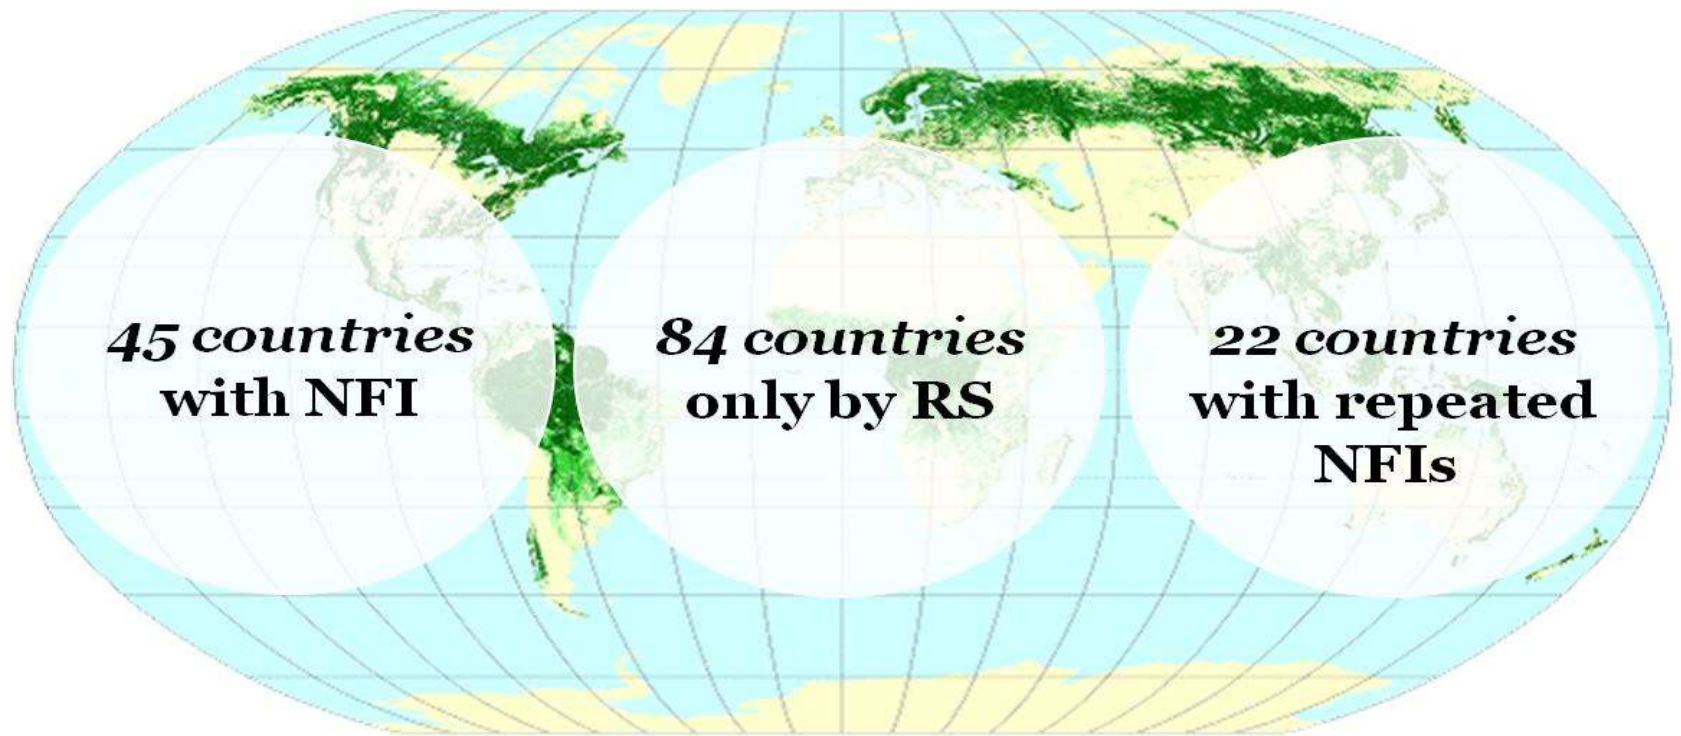 45 countries
with NFI
84 countries
only by RS
22 countries
with repeated
NFIs